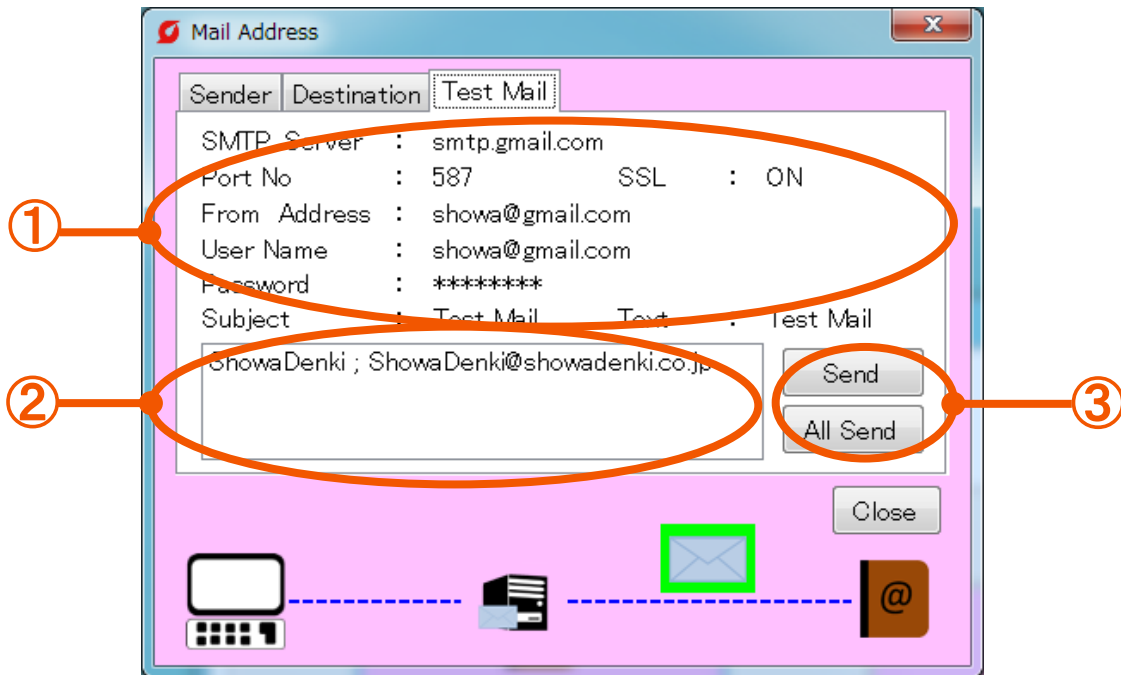 Mail Address
Sender Destination Test Mail
SMTP Server : smtp.gmail.com
Port No : 587 SSL : ON
From Address : showa@gmail.com
User Name : showa@gmail.com
Password : ********
Subject : Test Mail Text : Test Mail
ShowaDenki ; ShowaDenki@showadenki.co.jp
Send
All Send
Close
@
①
②
③